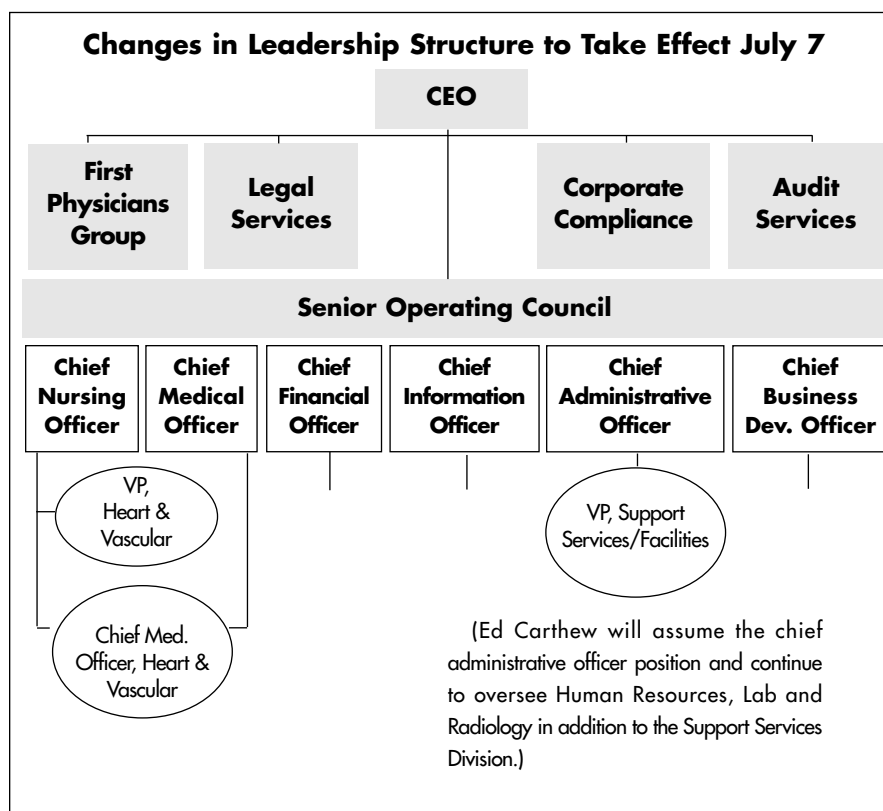 Changes in Leadership Structure to Take Effect July 7
CEO
First
Physicians
Group
Legal
Services
Corporate
Compliance
Audit
Services
Senior Operating Council
Chief
Nursing
Officer
Chief
Medical
Officer
Chief
Financial
Officer
Chief
Information
Officer
Chief
Administrative
Officer
Chief
Business
Dev. Officer
VP,
Heart &
Vascular
VP, Support
Services/Facilities
Chief Med.
Officer, Heart &
Vascular
(Ed Carthew will assume the chief
administrative officer position and continue
to oversee Human Resources, Lab and
Radiology in addition to the Support Services
Division.)